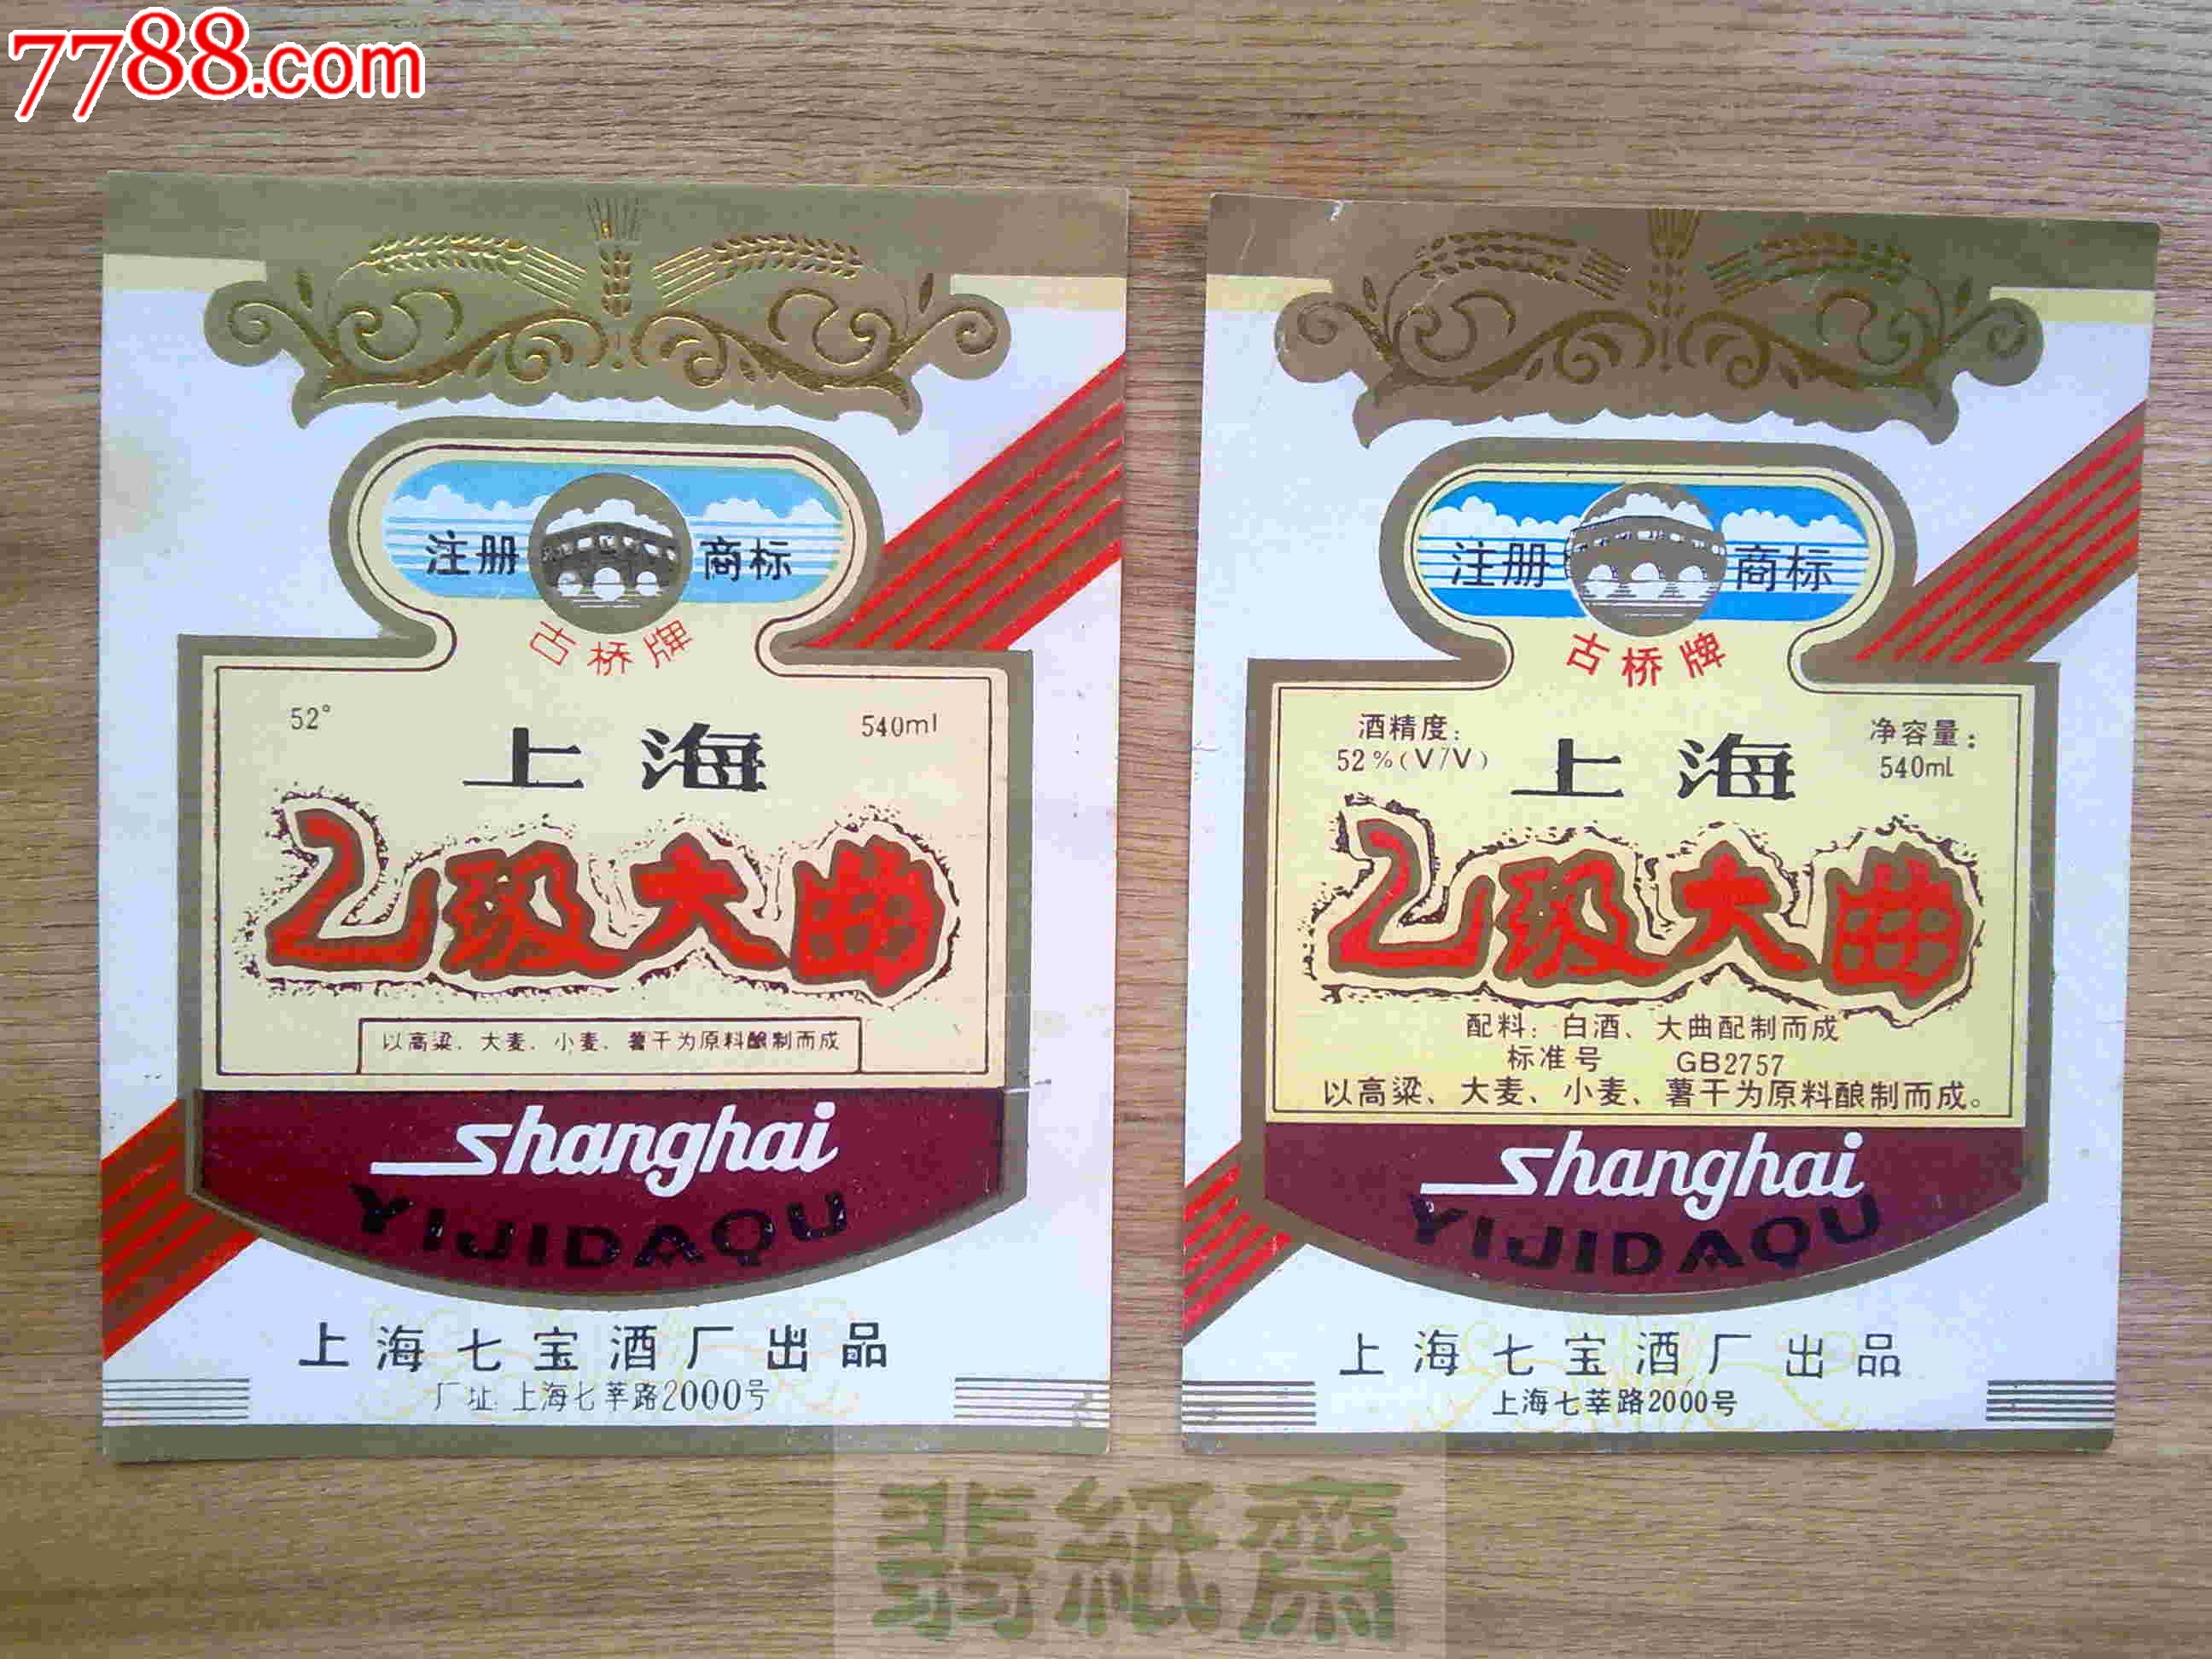 7788.com
注册 商标
古桥牌
52° 540ml
上海
乙级大曲
以高粱、大麦、小麦、薯干为原料酿制而成
Shanghai
YIJIDAQU
上海七宝酒厂出品
厂址:上海七莘路2000号
注册 商标
古桥牌
酒精度: 净容量:
52%(V/V) 540mL
上海
乙级大曲
配料:白酒、大曲配制而成
标准号 GB2757
以高粱、大麦、小麦、薯干为原料酿制而成。
Shanghai
YIJIDAQU
上海七宝酒厂出品
上海七莘路2000号
翡紙齋